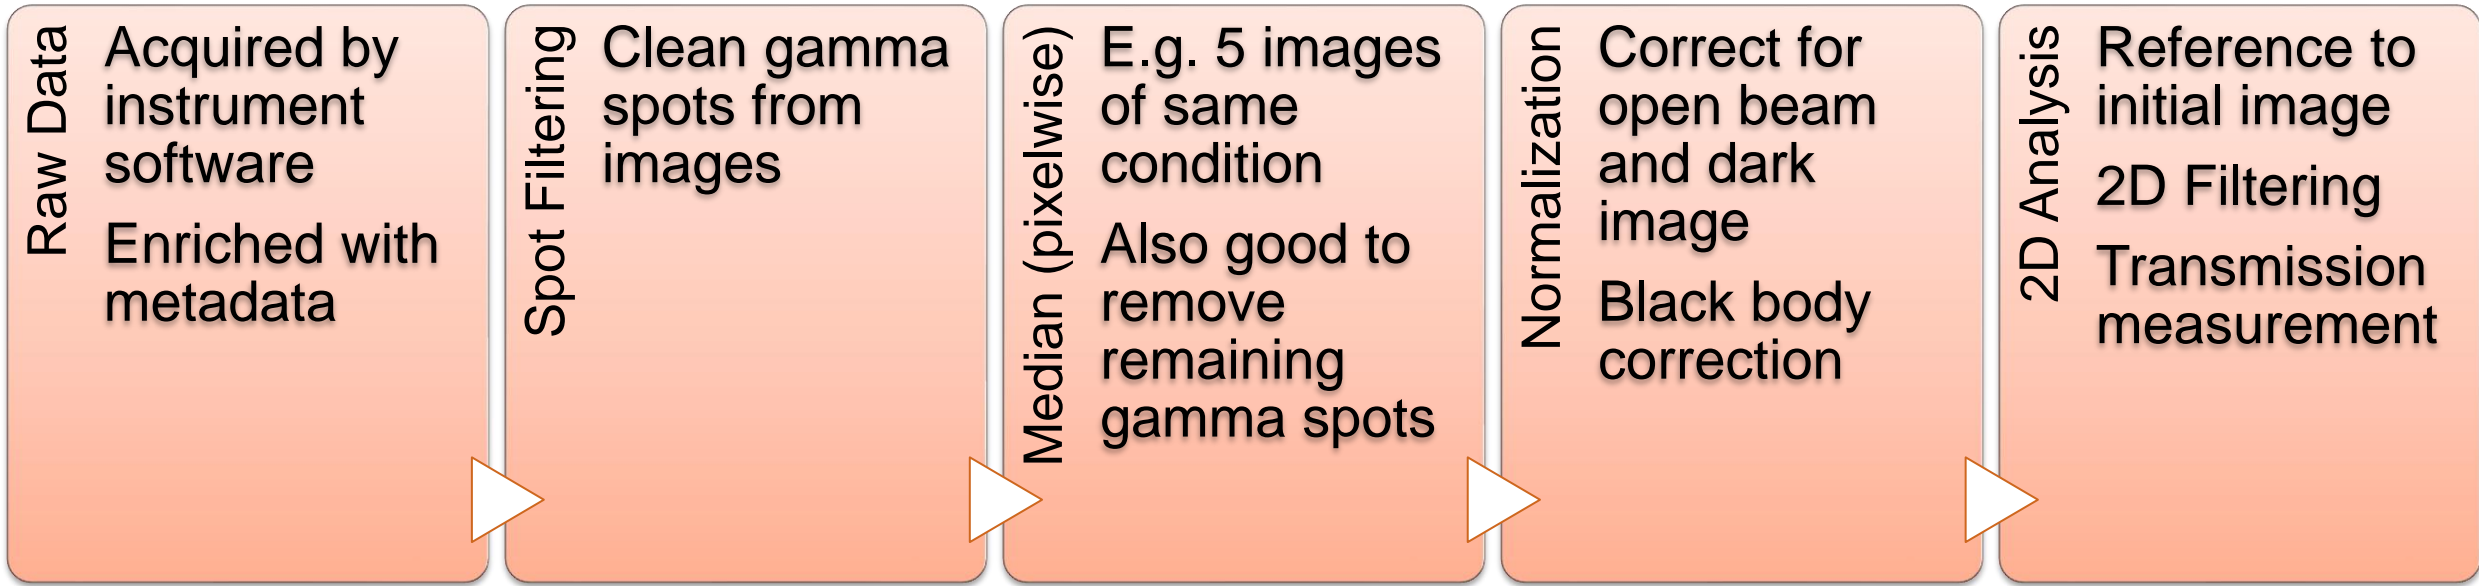 Raw Data
Acquired by
instrument
software
Enriched with
metadata
Spot Filtering
Clean gamma
spots from
images
Median (pixelwise)
E.g. 5 images
of same
condition
Also good to
remove
remaining
gamma spots
Normalization
Correct for
open beam
and dark
image
Black body
correction
2D Analysis
Reference to
initial image
2D Filtering
Transmission
measurement